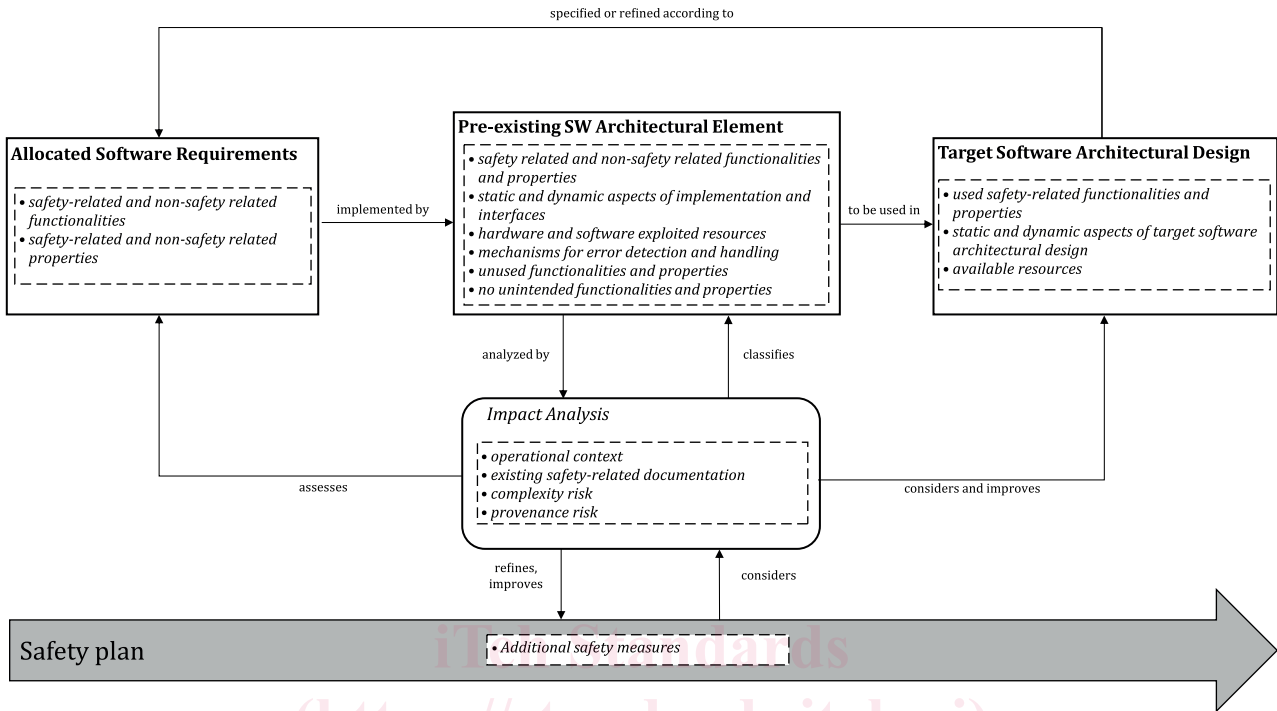 specified or refined according to
Allocated Software Requirements
• safety-related and non-safety related
functionalities
• safety-related and non-safety related
properties
implemented by
Pre-existing SW Architectural Element
• safety related and non-safety related functionalities
and properties
• static and dynamic aspects of implementation and
interfaces
• hardware and software exploited resources
• mechanisms for error detection and handling
• unused functionalities and properties
• no unintended functionalities and properties
to be used in
Target Software Architectural Design
• used safety-related functionalities and
properties
• static and dynamic aspects of target software
architectural design
• available resources
analyzed by
classifies
Impact Analysis
• operational context
• existing safety-related documentation
• complexity risk
• provenance risk
assesses
considers and improves
refines,
improves
considers
Safety plan
• Additional safety measures
iTeh Standards